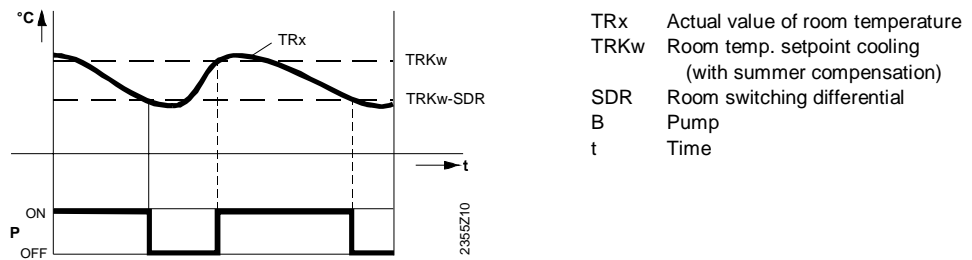 °C
TRx
TRKw
TRKw-SDR
t
ON
P
OFF
2355Z10
TRx Actual value of room temperature
TRKw Room temp. setpoint cooling
(with summer compensation)
SDR Room switching differential
B Pump
t Time